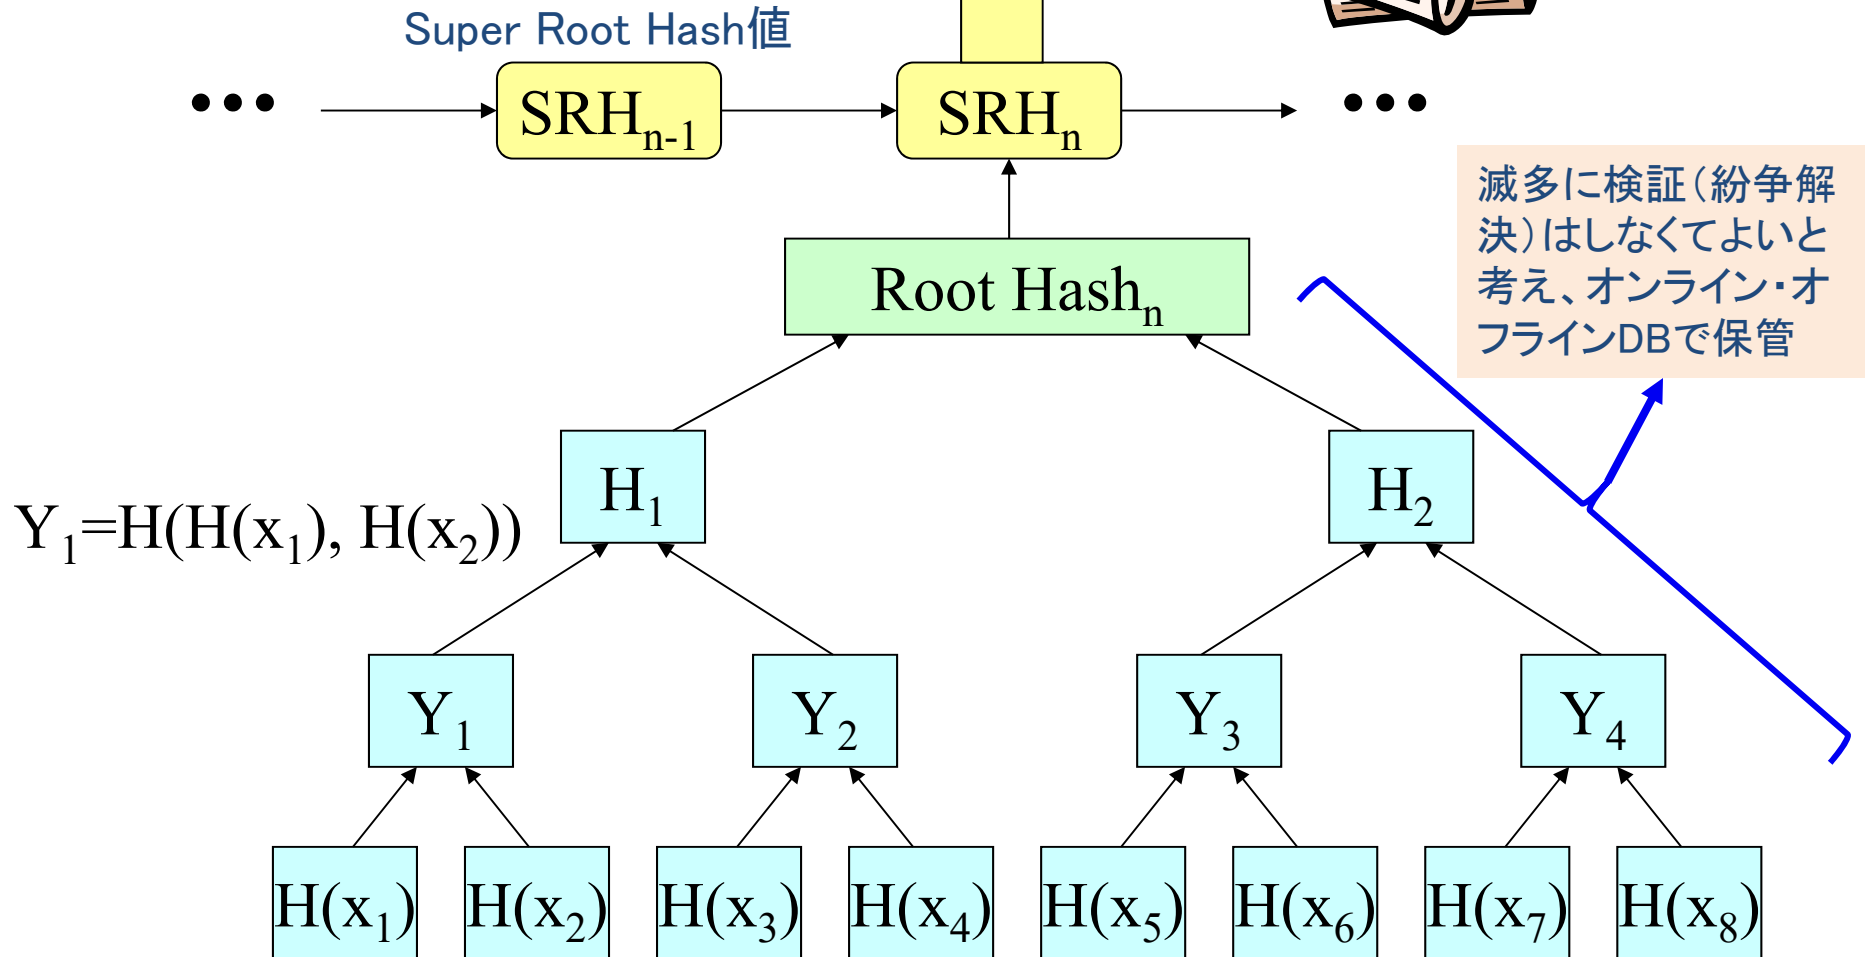 Super Root Hash値
••• SRHn-1 SRHn •••
滅多に検証(紛争解
決)はしなくてよいと
考え、オンライン・オ
フラインDBで保管
Root Hashn
H1 H2
Y1=H(H(x1), H(x2))
Y1 Y2 Y3 Y4
H(x1) H(x2) H(x3) H(x4) H(x5) H(x6) H(x7) H(x8)